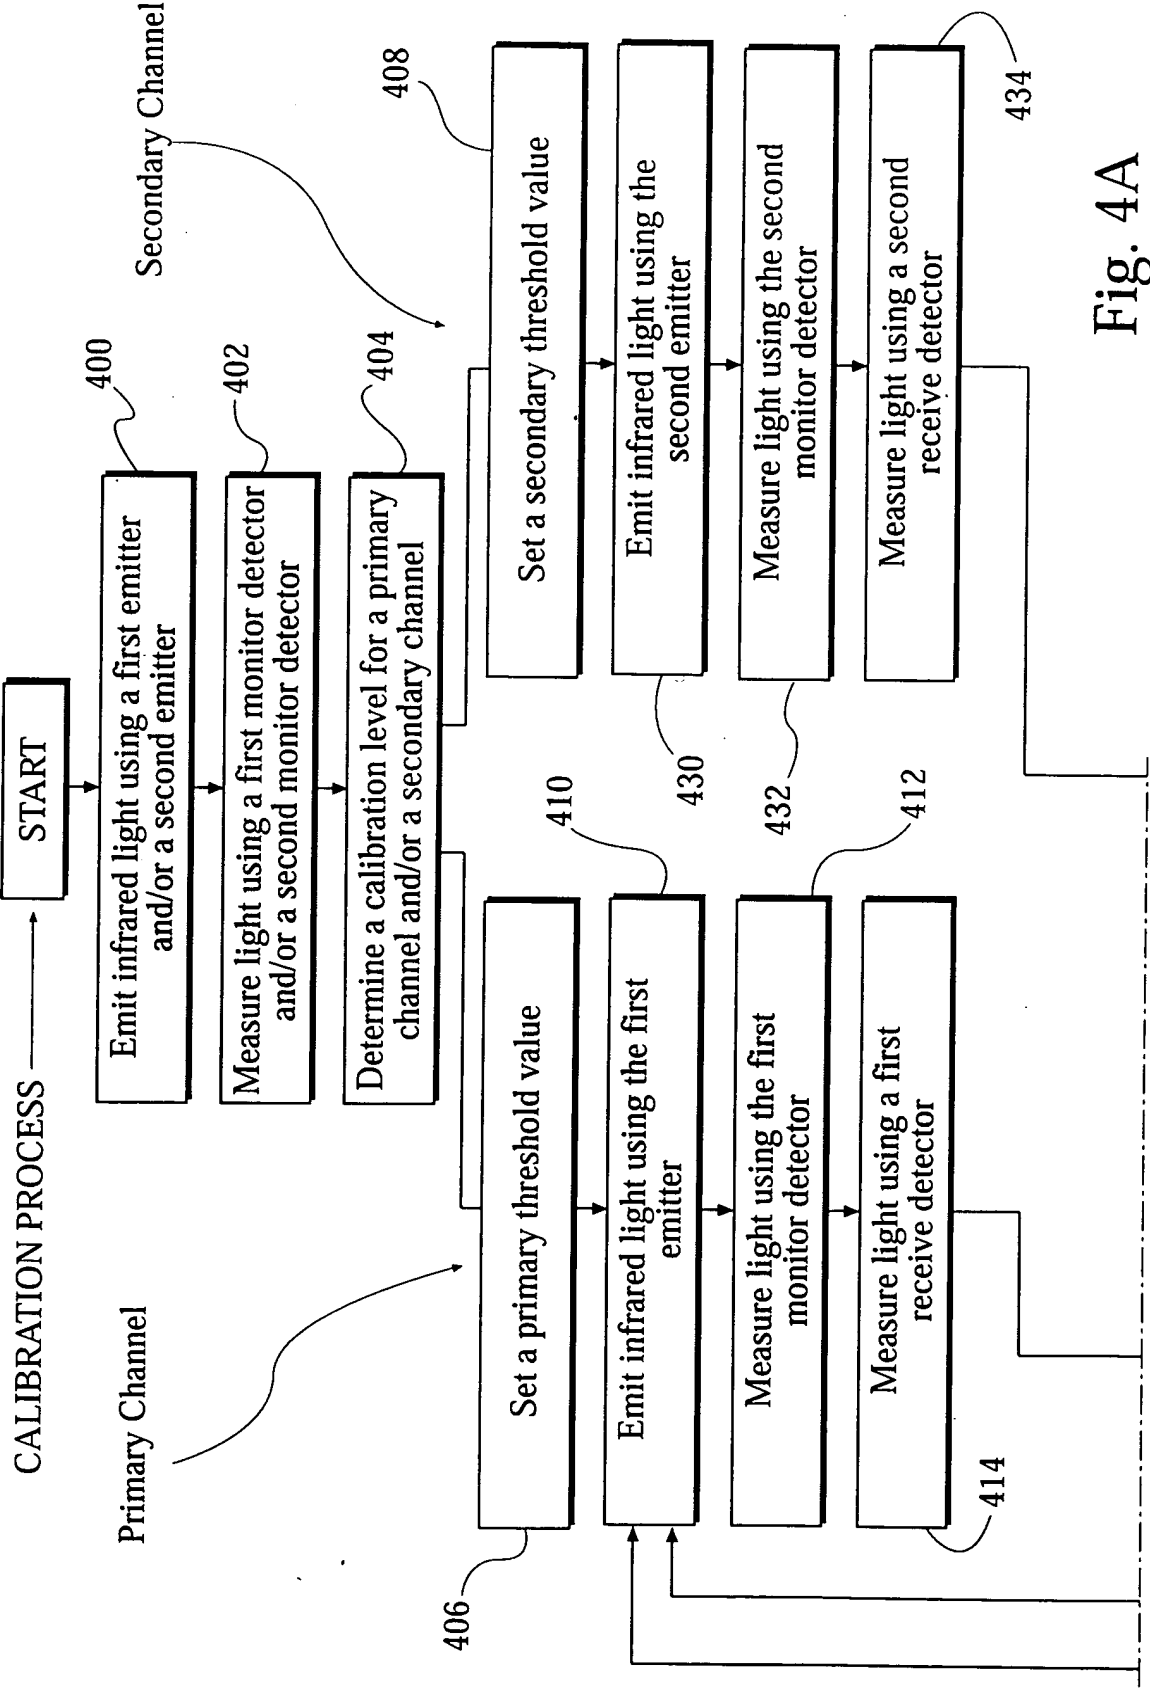 CALIBRATION PROCESS
START
Emit infrared light using a first emitter
and/or a second emitter
400
Measure light using a first monitor detector
and/or a second monitor detector
402
Determine a calibration level for a primary
channel and/or a secondary channel
404
Primary Channel
Secondary Channel
406
Set a primary threshold value
Emit infrared light using the first
emitter
410
Measure light using the first
monitor detector
412
Measure light using a first
receive detector
414
408
Set a secondary threshold value
Emit infrared light using the
second emitter
430
Measure light using the second
monitor detector
432
Measure light using a second
receive detector
434
Fig. 4A